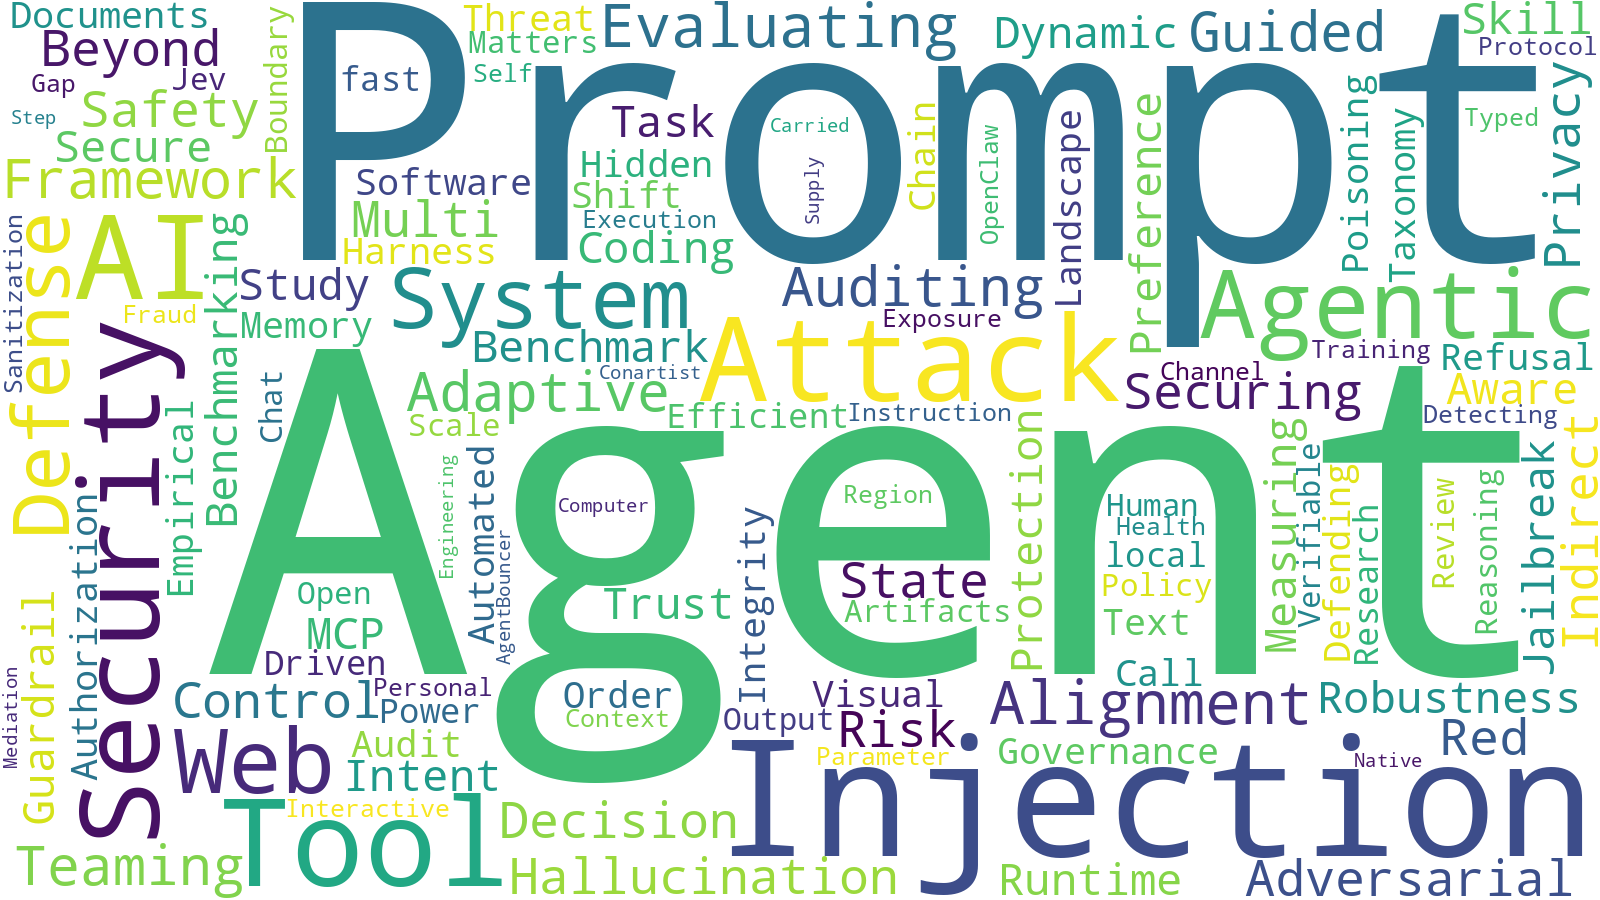 Documents
Threat
Evaluating
Dynamic
Guided
Skill
Beyond
Boundary
Matters
Protocol
Gap
Jev
fast
Self
Prompt
Step
Safety
Task
Carried
Chain
OpenClaw
Landscape
Preference
Poisoning
Taxonomy
Typed
Privacy
Secure
Hidden
Supply
Framework
Software
Shift
Multi
Execution
Harness
Coding
Sanitization
Defense
AI
Benchmarking
Study
System
Auditing
Agentic
Fraud
Memory
Exposure
Security
Benchmark
Attack
Training
Refusal
Conartist
Channel
Chat
Adaptive
Securing
Aware
Empirical
Scale
Efficient
Instruction
Detecting
Agent
Engineering
Automated
Protection
Measuring
Verifiable
Defending
Jailbreak
Indirect
Authorization
Computer
Region
Human
Review
Reasoning
Integrity
Health
Research
AgentBouncer
local
Guardrail
Open
Trust
State
Policy
MCP
Artifacts
Text
Mediation
Driven
Call
Control
Personal
Order
Visual
Alignment
Robustness
Power
Context
Output
Risk
Web
Audit
Parameter
Governance
Red
Intent
Injection
Native
Tool
Interactive
Decision
Teaming
Hallucination
Runtime
Adversarial